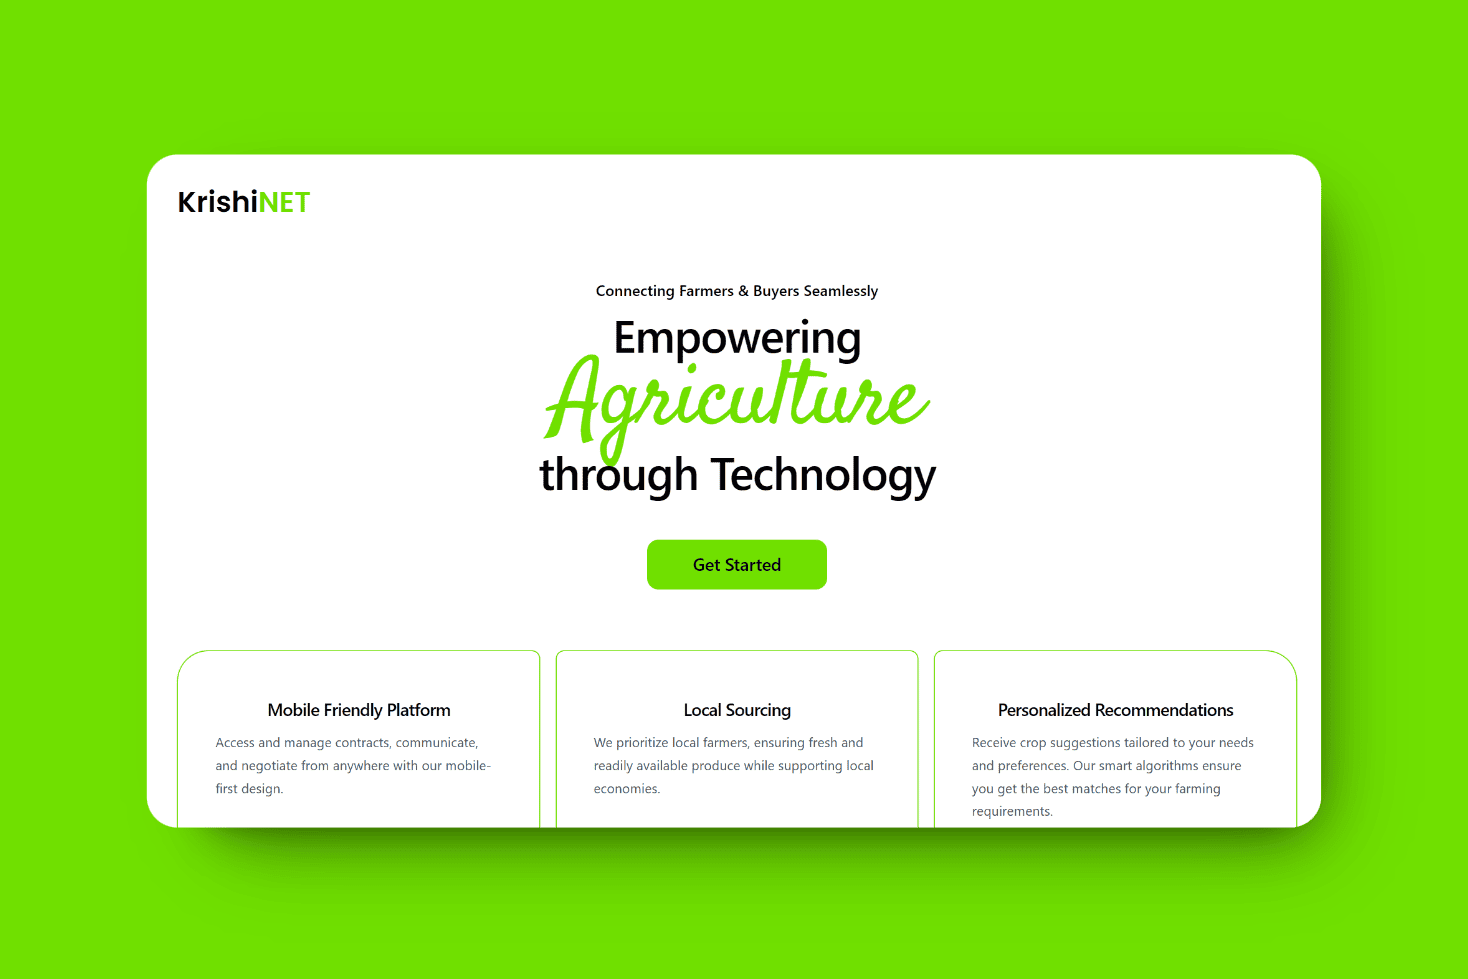 KrishiNET
Connecting Farmers & Buyers Seamlessly
Empowering
Agriculture
through Technology
Get Started
Mobile Friendly Platform
Access and manage contracts, communicate,
and negotiate from anywhere with our mobile-
first design.
Local Sourcing
We prioritize local farmers, ensuring fresh and
readily available produce while supporting local
economies.
Personalized Recommendations
Receive crop suggestions tailored to your needs
and preferences. Our smart algorithms ensure
you get the best matches for your farming
requirements.